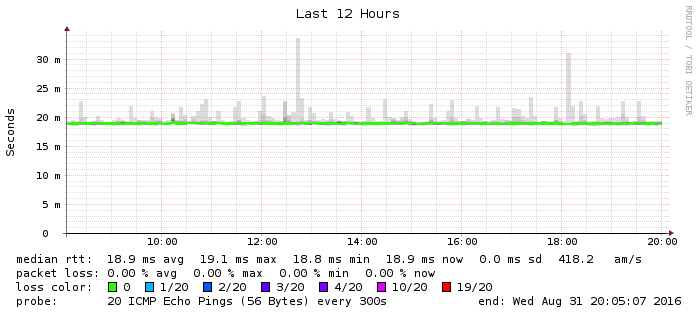 Last 12 Hours
RRDTOOL / TOBI OETIKER
Seconds
30 m
25 m
20 m
15 m
10 m
5 m
0
10:00 12:00 14:00 16:00 18:00 20:00
median rtt: 18.9 ms avg 19.1 ms max 18.8 ms min 18.9 ms now 0.0 ms sd 418.2 am/s
packet loss: 0.00 % avg 0.00 % max 0.00 % min 0.00 % now
loss color: 0 1/20 2/20 3/20 4/20 10/20 19/20
probe: 20 ICMP Echo Pings (56 Bytes) every 300s end: Wed Aug 31 20:05:07 2016